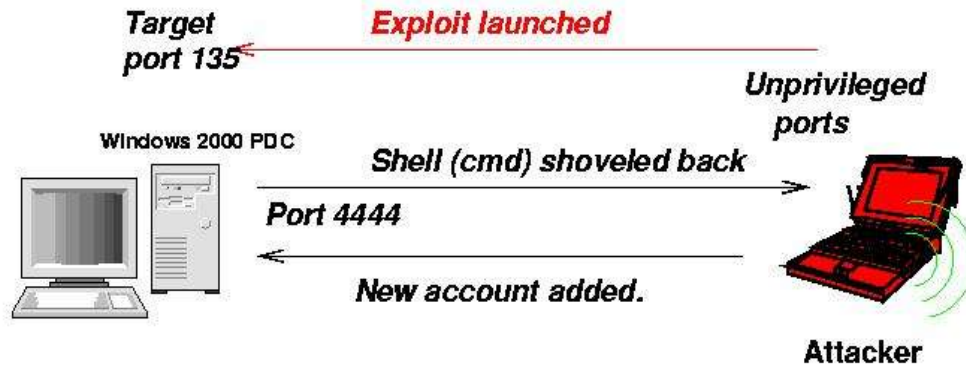 Target
port 135
Exploit launched
Unprivileged
ports
Windows 2000 PDC
Shell (cmd) shoveled back
Port 4444
New account added.
Attacker